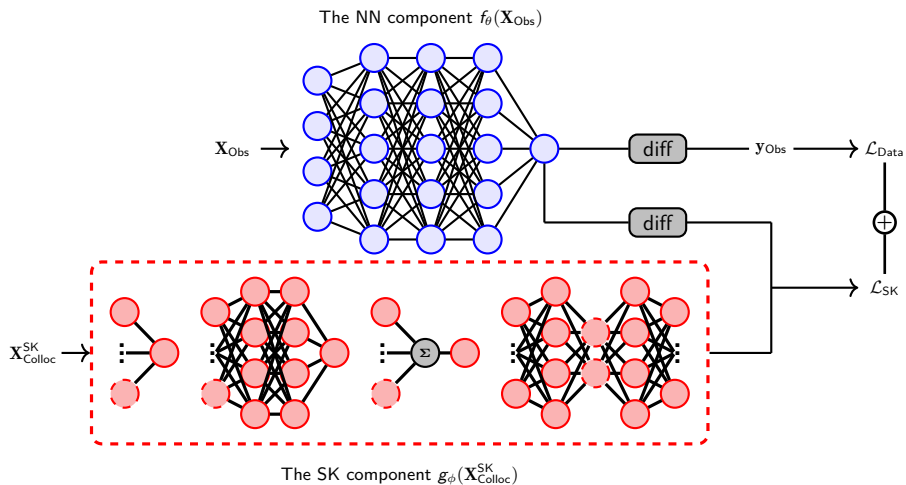 The NN component f_θ(X_Obs)
X_Obs
diff
y_Obs
ℒ_Data
diff
+
ℒ_SK
X^SK_Colloc
Σ
The SK component g_ϕ(X^SK_Colloc)